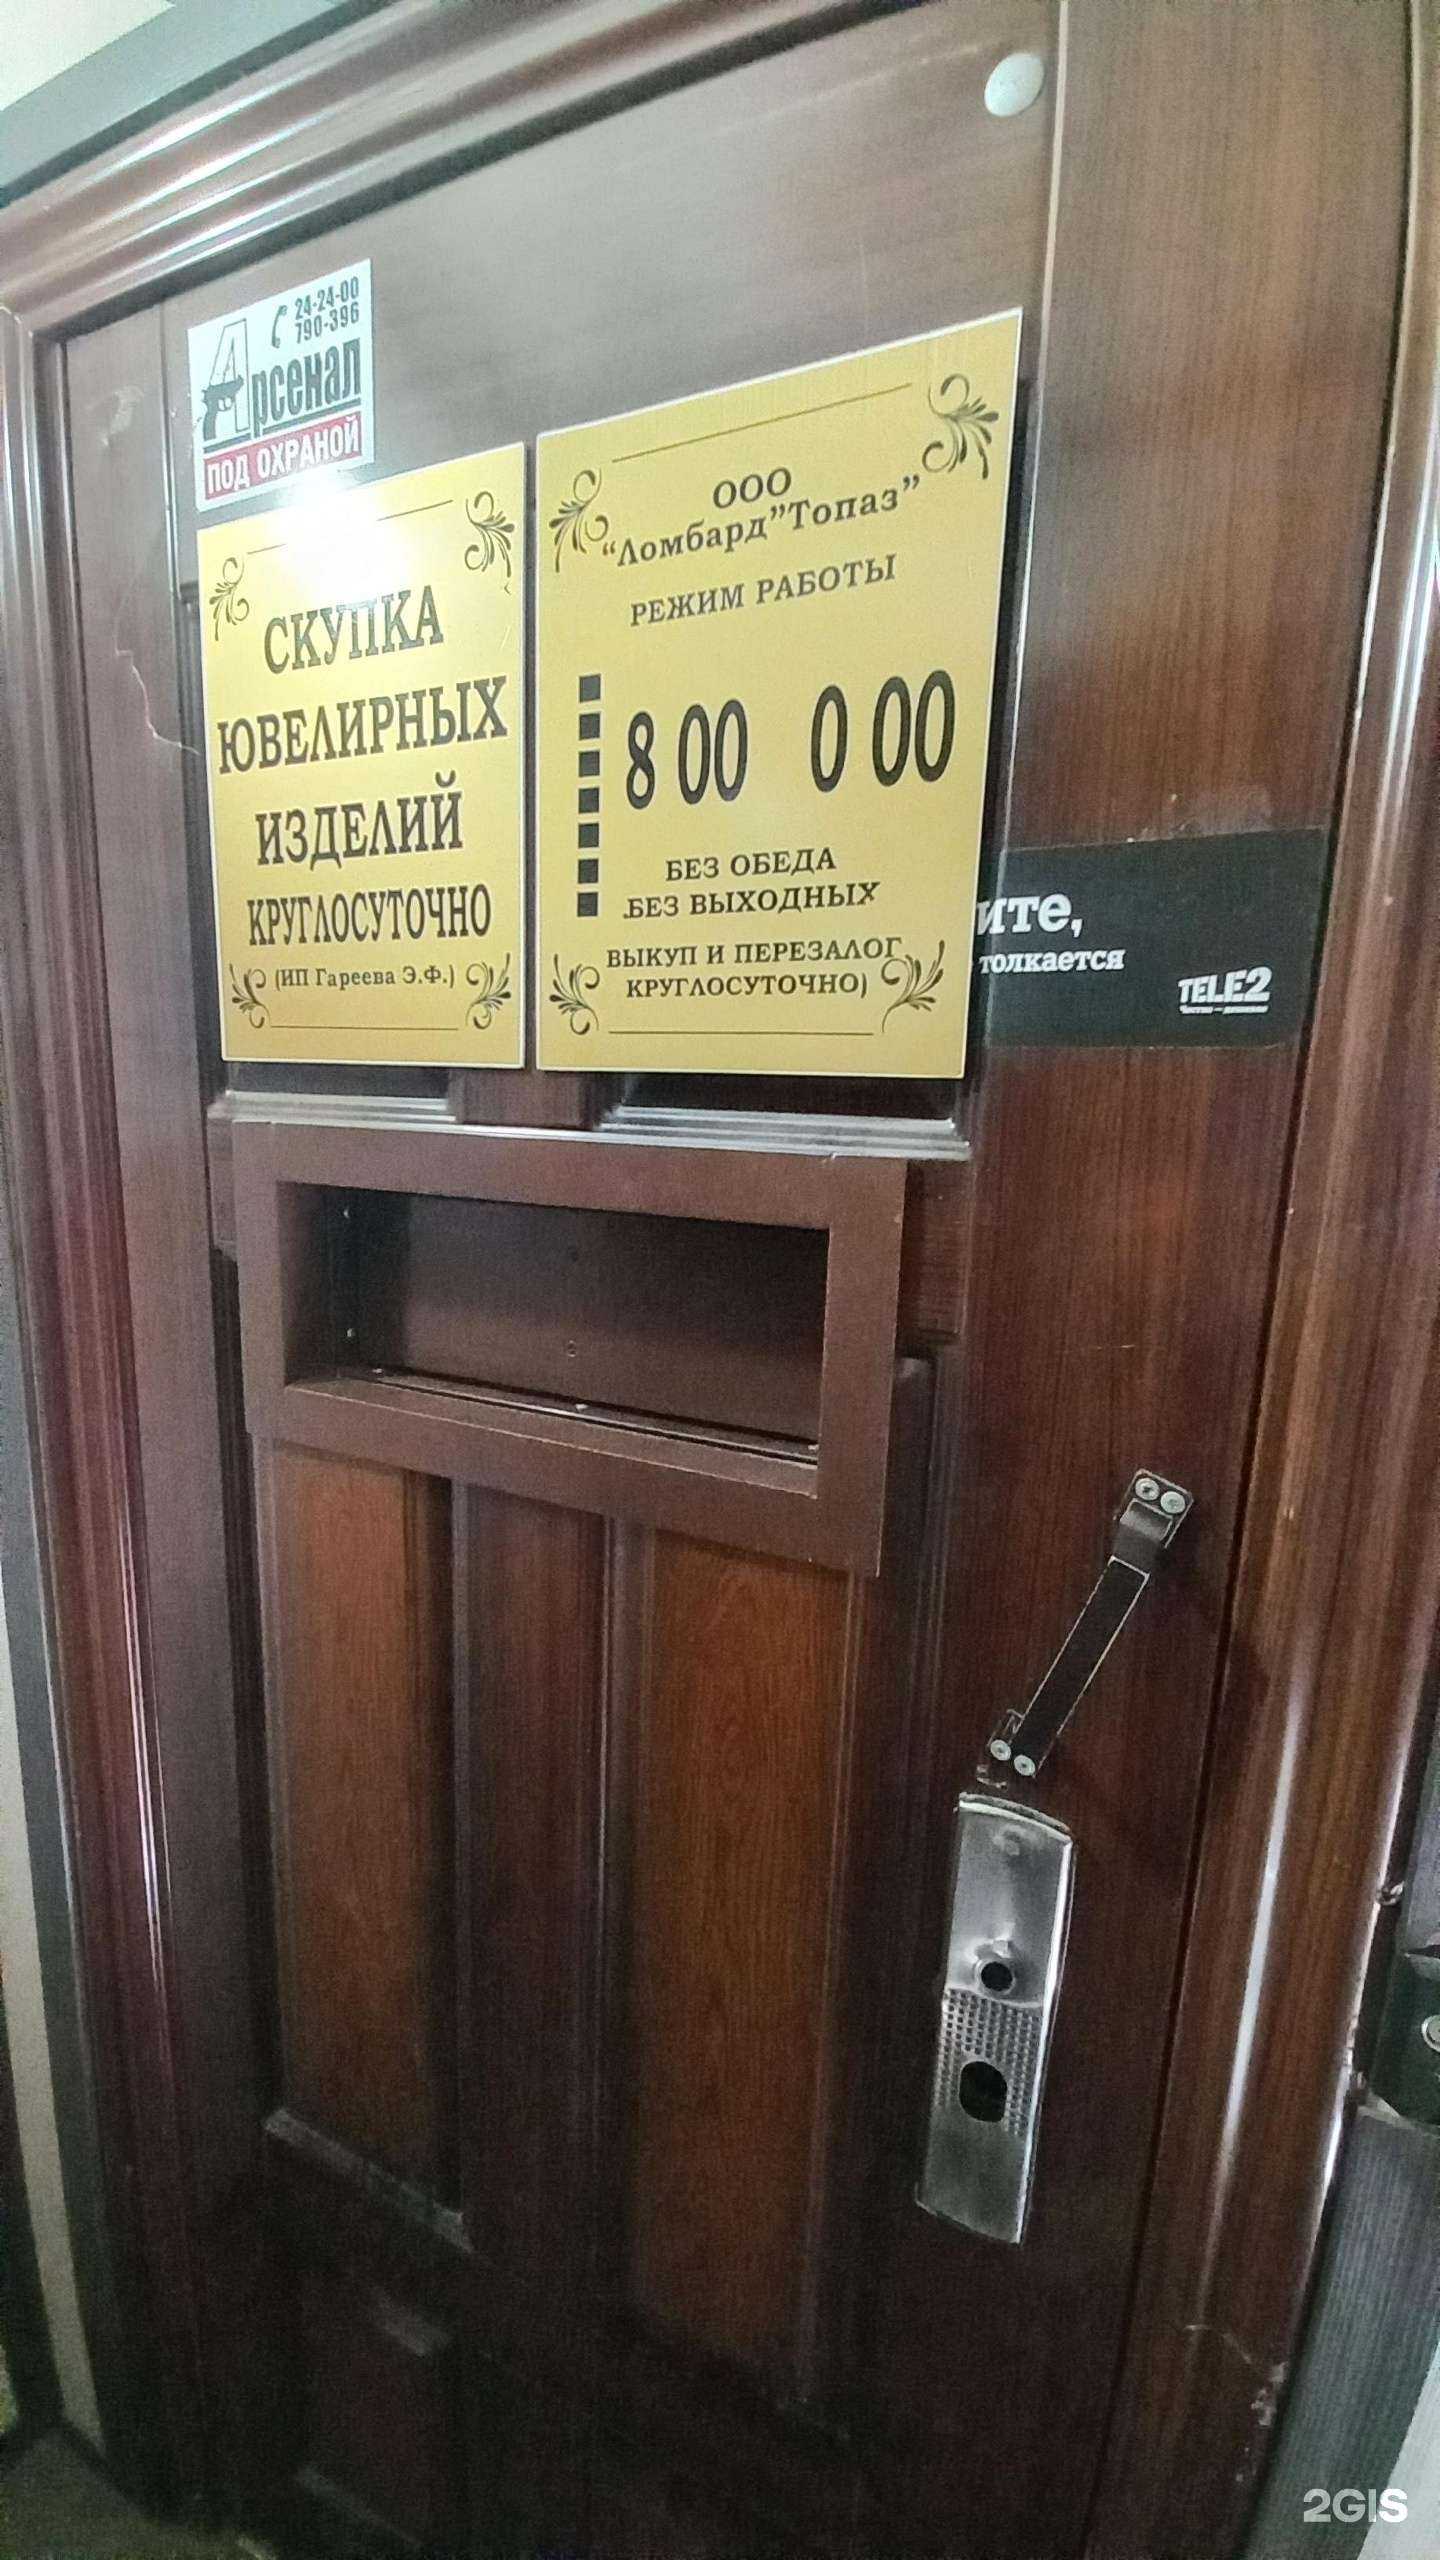 24-24-00
790-396
Арсенал
ПОД ОХРАНОЙ
СКУПКА
ЮВЕЛИРНЫХ
ИЗДЕЛИЙ
КРУГЛОСУТОЧНО
(ИП Гареева Э.Ф.)
ООО
“Ломбард”Топаз”
РЕЖИМ РАБОТЫ
8 00 0 00
БЕЗ ОБЕДА
.БЕЗ ВЫХОДНЫХ
ВЫКУП И ПЕРЕЗАЛОГ
КРУГЛОСУТОЧНО)
ите,
толкается
TELE2
2GIS